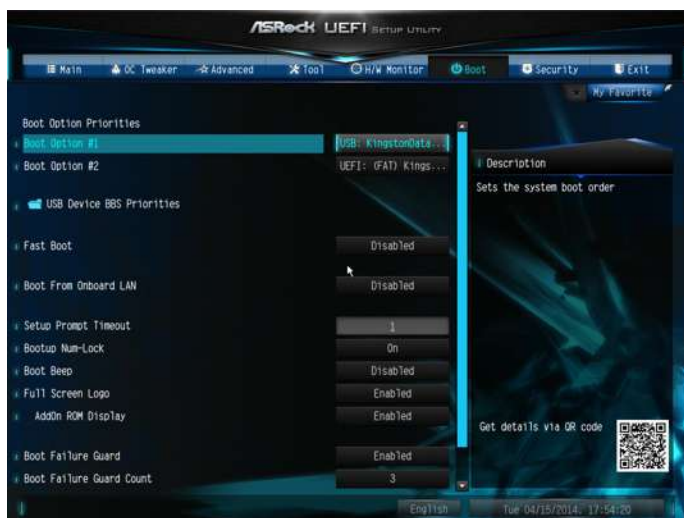 ASRock UEFI SETUP UTILITY
Main OC Tweaker Advanced Tool H/W Monitor Boot Security Exit
My Favorite
Boot Option Priorities
Boot Option #1 USB: KingstonData...
Boot Option #2 UEFI: (FAT) Kings...
USB Device BBS Priorities
Fast Boot Disabled
Boot From Onboard LAN Disabled
Setup Prompt Timeout 1
Bootup Num-Lock On
Boot Beep Disabled
Full Screen Logo Enabled
AddOn ROM Display Enabled
Boot Failure Guard Enabled
Boot Failure Guard Count 3
Description
Sets the system boot order
Get details via QR code
English Tue 04/15/2014. 17:54:20